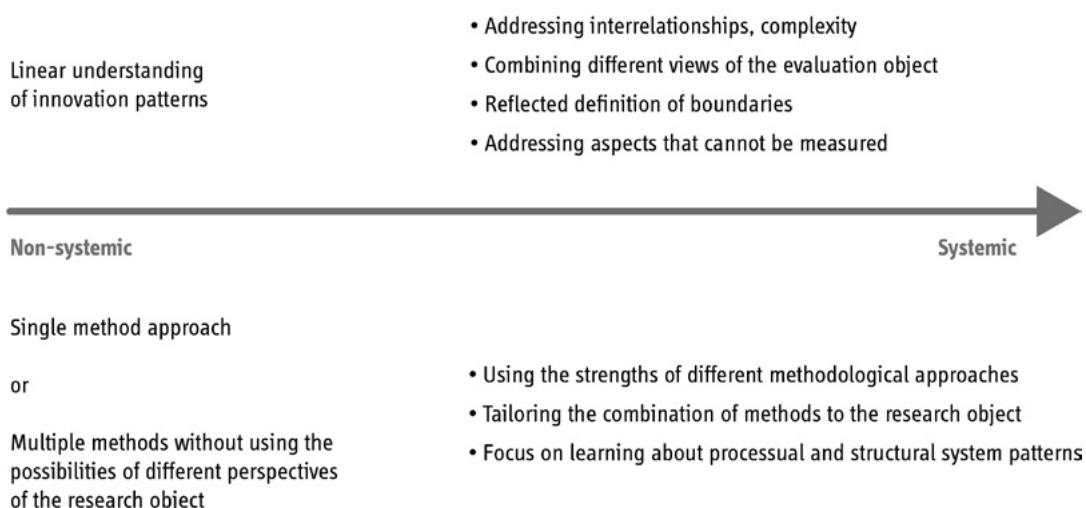 Linear understanding
of innovation patterns
• Addressing interrelationships, complexity
• Combining different views of the evaluation object
• Reflected definition of boundaries
• Addressing aspects that cannot be measured
Non-systemic
Systemic
Single method approach
or
Multiple methods without using the
possibilities of different perspectives
of the research object
• Using the strengths of different methodological approaches
• Tailoring the combination of methods to the research object
• Focus on learning about processual and structural system patterns